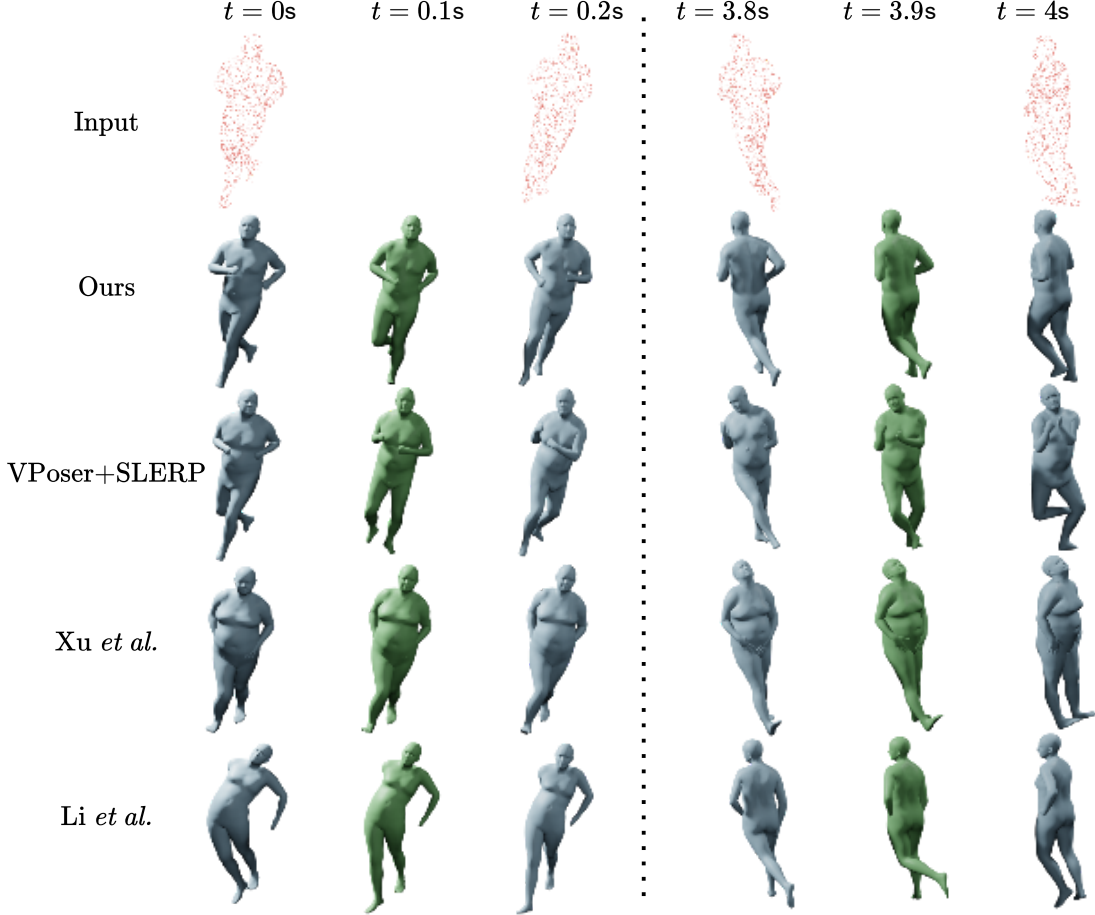 t = 0s t = 0.1s t = 0.2s t = 3.8s t = 3.9s t = 4s
Input
Ours
VPoser+SLERP
Xu et al.
Li et al.